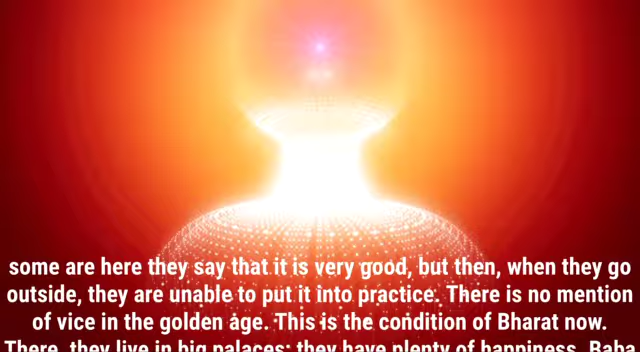 some are here they say that it is very good, but then, when they go
outside, they are unable to put it into practice. There is no mention
of vice in the golden age. This is the condition of Bharat now.
There, they live in big palaces; they have plenty of happiness. Baba